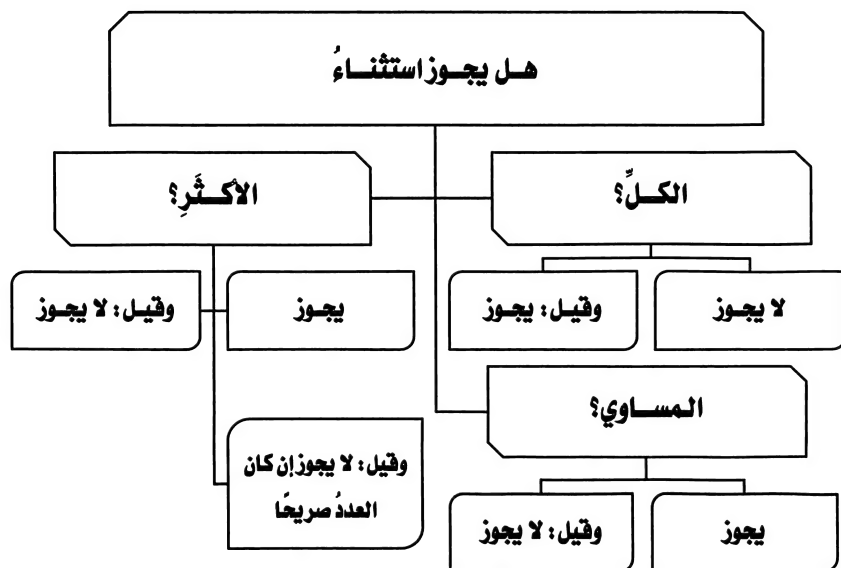 هل يجوز استثناءُ
الكلِّ؟
لا يجوز
وقيل: يجوز
الأكثَرِ؟
يجوز
وقيل: لا يجوز
وقيل: لا يجوز إن كان
العددُ صريحًا
المساوي؟
يجوز
وقيل: لا يجوز